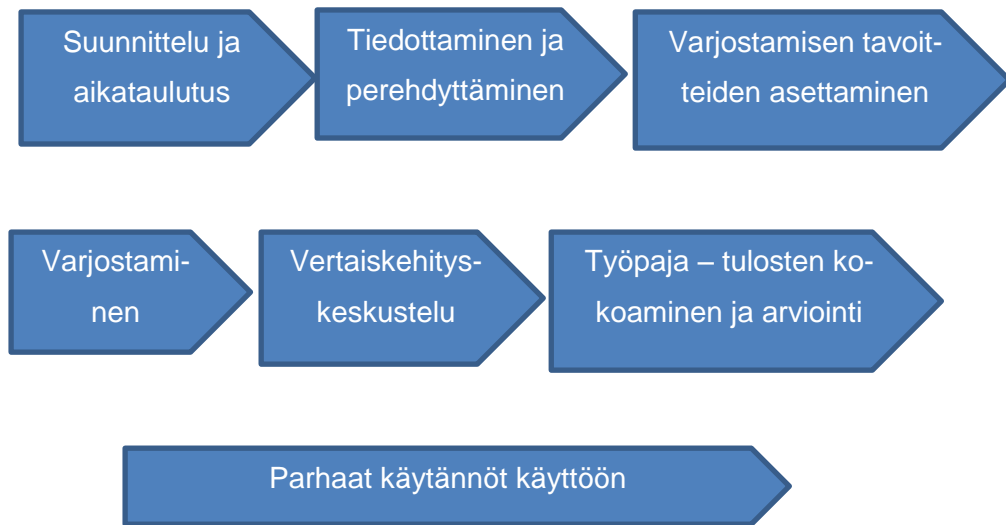 Suunnittelu ja
aikataulutus
Tiedottaminen ja
perehdyttäminen
Varjostamisen tavoit-
teiden asettaminen
Varjostami-
nen
Vertaiskehitys-
keskustelu
Työpaja – tulosten ko-
koaminen ja arviointi
Parhaat käytännöt käyttöön